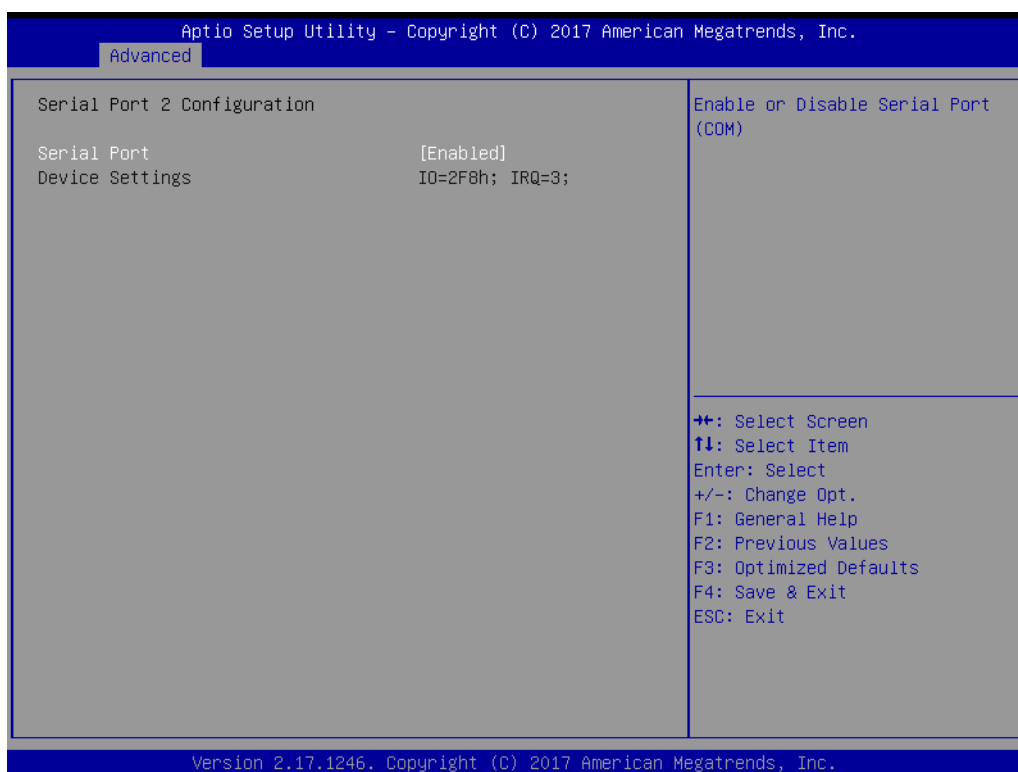 Aptio Setup Utility – Copyright (C) 2017 American Megatrends, Inc.
Advanced
Serial Port 2 Configuration
Serial Port [Enabled]
Device Settings IO=2F8h; IRQ=3;
Enable or Disable Serial Port
(COM)
→←: Select Screen
↑↓: Select Item
Enter: Select
+/-: Change Opt.
F1: General Help
F2: Previous Values
F3: Optimized Defaults
F4: Save & Exit
ESC: Exit
Version 2.17.1246. Copyright (C) 2017 American Megatrends, Inc.